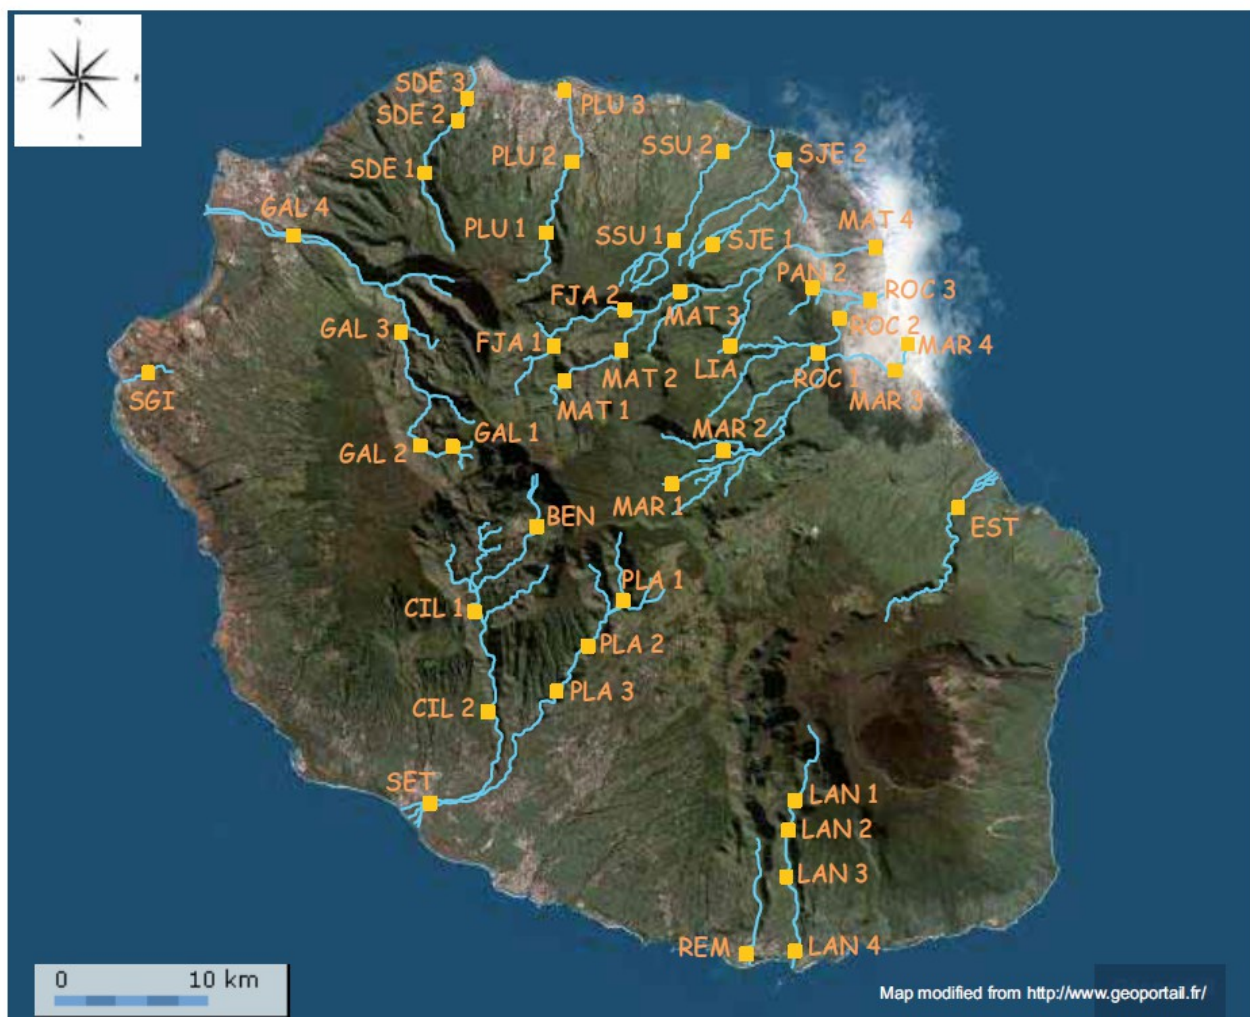 SDE 3
PLU 3
SDE 2
SSU 2
PLU 2
SJE 2
SDE 1
GAL 4
MAT 4
PLU 1
SSU 1
SJE 1
PAN 2
FJA 2
ROC 3
MAT 3
ROC 2
GAL 3
FJA 1
MAR 4
LIA
MAT 2
ROC 1
SGI
MAR 3
MAT 1
MAR 2
GAL 1
GAL 2
MAR 1
BEN
EST
PLA 1
CIL 1
PLA 2
PLA 3
CIL 2
SET
LAN 1
LAN 2
LAN 3
REM
LAN 4
0 10 km
Map modified from http://www.geoportail.fr/